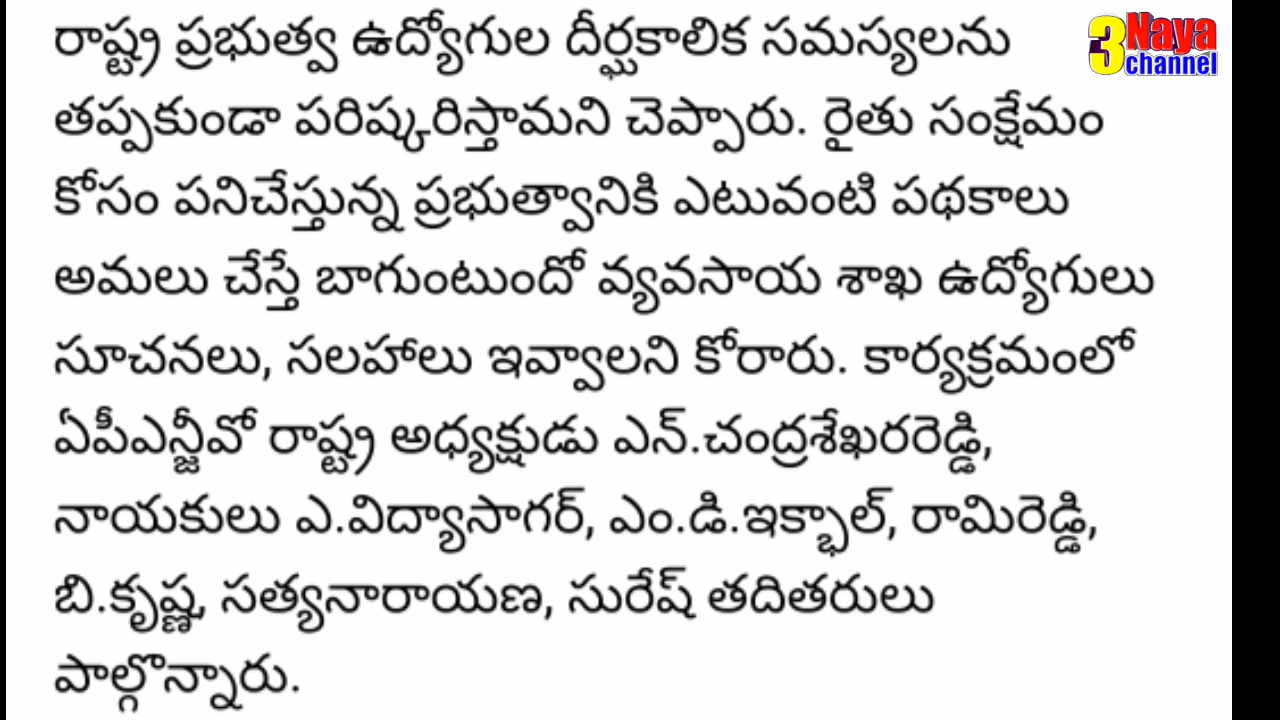 రాష్ట్ర ప్రభుత్వ ఉద్యోగుల దీర్ఘకాలిక సమస్యలను
తప్పకుండా పరిష్కరిస్తామని చెప్పారు. రైతు సంక్షేమం
కోసం పనిచేస్తున్న ప్రభుత్వానికి ఎటువంటి పథకాలు
అమలు చేస్తే బాగుంటుందో వ్యవసాయ శాఖ ఉద్యోగులు
సూచనలు, సలహాలు ఇవ్వాలని కోరారు. కార్యక్రమంలో
ఏపీఎన్జీవో రాష్ట్ర అధ్యక్షుడు ఎన్.చంద్రశేఖరరెడ్డి,
నాయకులు ఎ.విద్యాసాగర్, ఎం.డి.ఇక్బాల్, రామిరెడ్డి,
బి.కృష్ణ, సత్యనారాయణ, సురేష్ తదితరులు
పాల్గొన్నారు.
3 Naya
channel